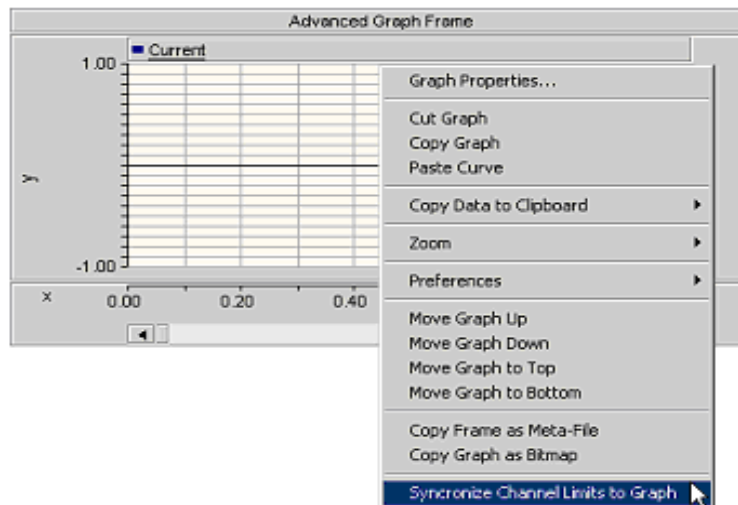 Advanced Graph Frame
Current
1.00
y
-1.00
x 0.00 0.20 0.40
Graph Properties...
Cut Graph
Copy Graph
Paste Curve
Copy Data to Clipboard
Zoom
Preferences
Move Graph Up
Move Graph Down
Move Graph to Top
Move Graph to Bottom
Copy Frame as Meta-File
Copy Graph as Bitmap
Syncronize Channel Limits to Graph